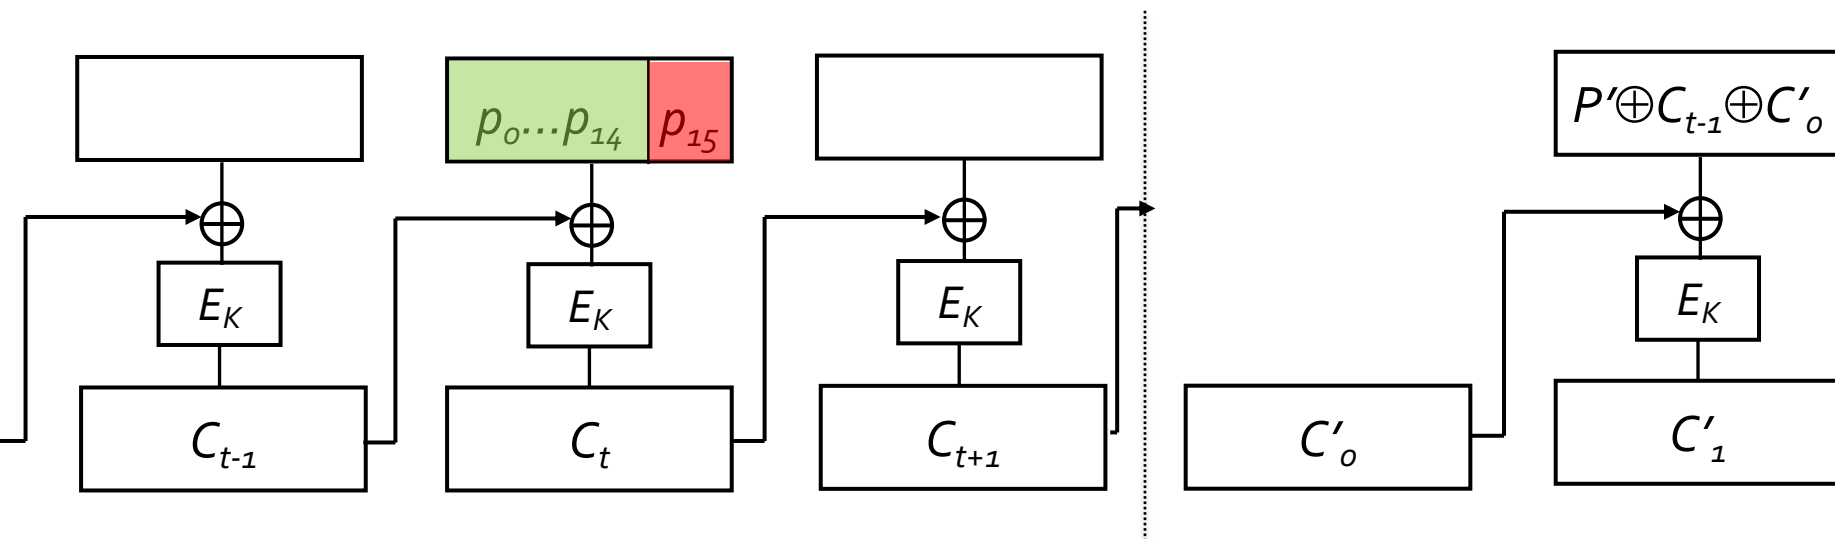 p₀...p₁₄ p₁₅
P′⊕Cₜ₋₁⊕C′₀
E_K
E_K
E_K
E_K
Cₜ₋₁
Cₜ
Cₜ₊₁
C′₀
C′₁